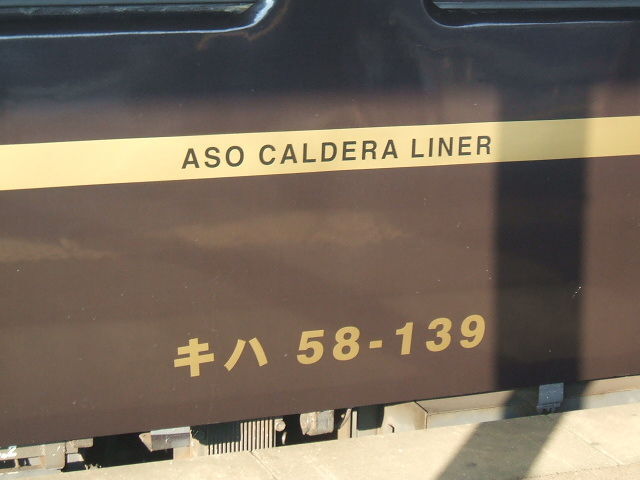 ASO CALDERA LINER
キハ 58-139